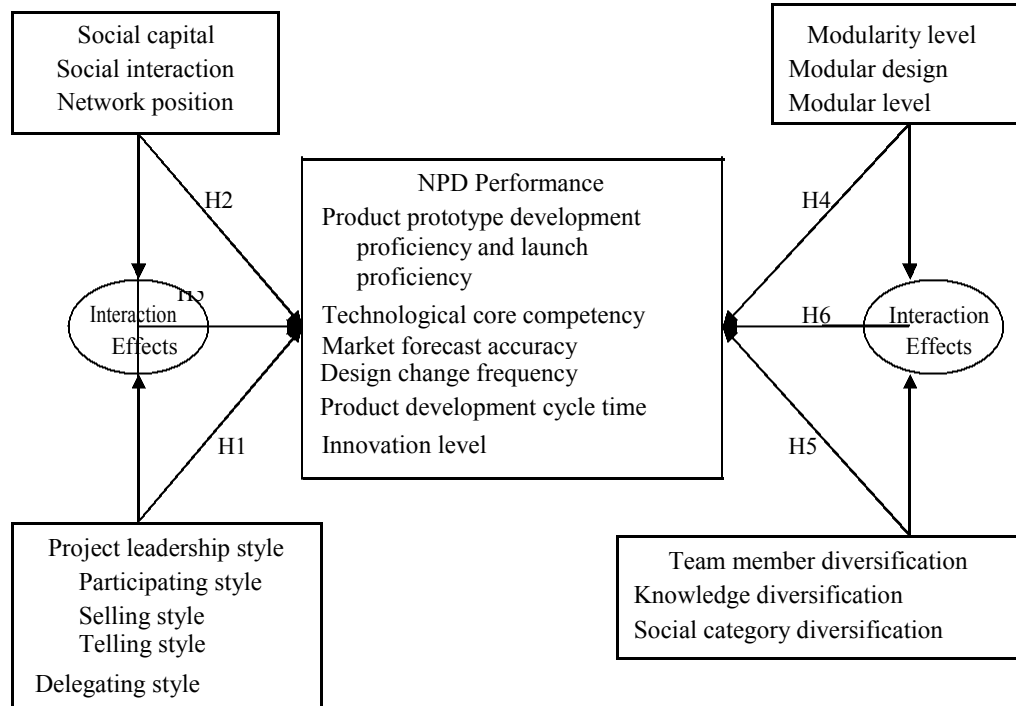 Social capital
Social interaction
Network position
Modularity level
Modular design
Modular level
H2
H4
NPD Performance
Product prototype development
proficiency and launch
proficiency
Technological core competency
Market forecast accuracy
Design change frequency
Product development cycle time
Innovation level
H3
Interaction
Effects
H6
Interaction
Effects
H1
H5
Project leadership style
Participating style
Selling style
Telling style
Delegating style
Team member diversification
Knowledge diversification
Social category diversification